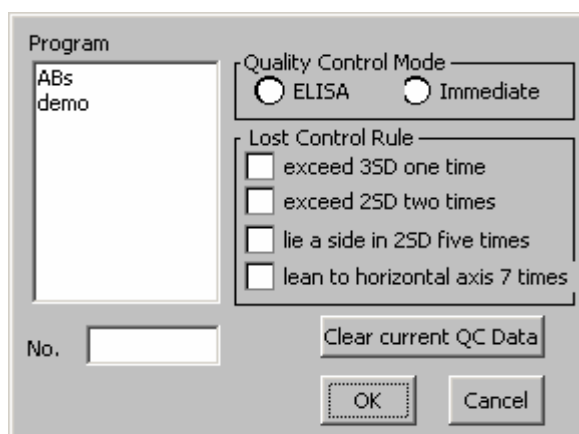 Program
ABs
demo
Quality Control Mode
ELISA
Immediate
Lost Control Rule
exceed 3SD one time
exceed 2SD two times
lie a side in 2SD five times
lean to horizontal axis 7 times
No.
Clear current QC Data
OK
Cancel